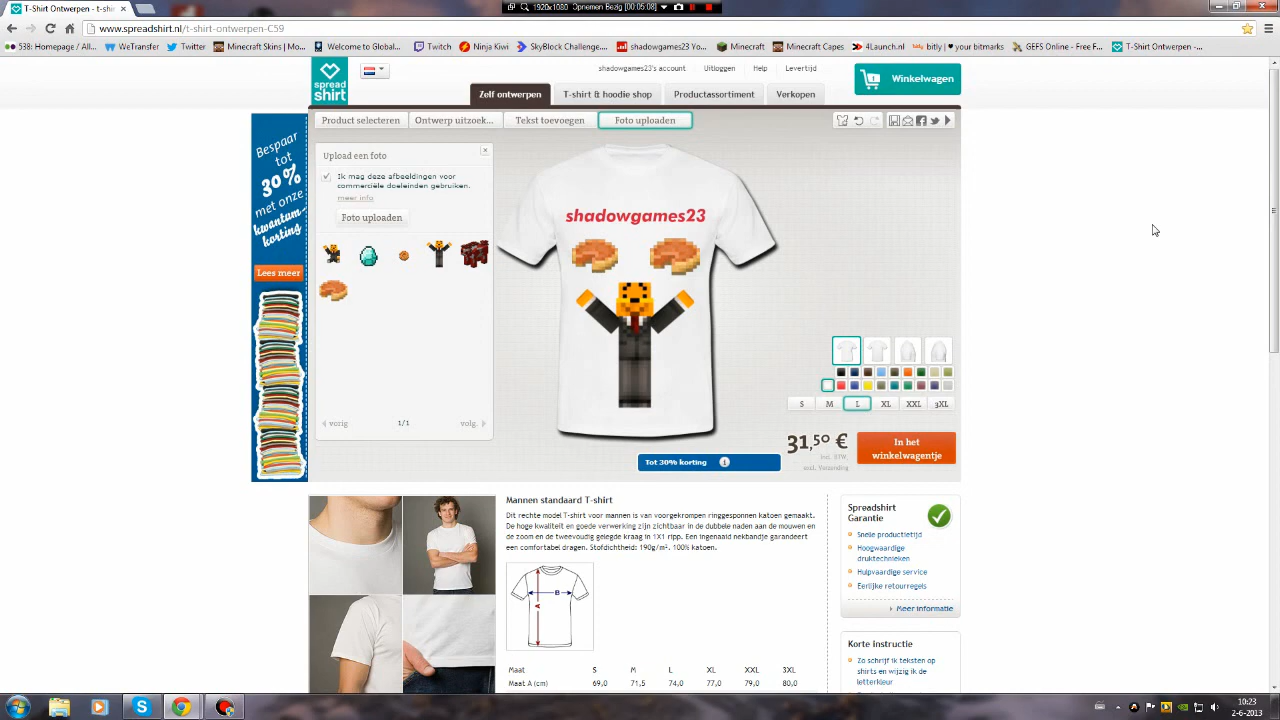 1920x1080 Opnemen Bezig [00:05:08]
T-Shirt Ontwerpen - t-shir
www.spreadshirt.nl/t-shirt-ontwerpen-C59
538: Homepage / All... WeTransfer Twitter Minecraft Skins | Mo... Welcome to Global... Twitch Ninja Kiwi SkyBlock Challenge... shadowgames23 Yo... Minecraft Minecraft Capes 4Launch.nl bitly | ♥ your bitmarks GEFS Online - Free F... T-Shirt Ontwerpen -...
spread
shirt
shadowgames23's account Uitloggen Help Levertijd
1 Winkelwagen
Zelf ontwerpen T-shirt & hoodie shop Productassortiment Verkopen
Product selecteren Ontwerp uitzoek... Tekst toevoegen Foto uploaden
Bespaar
tot
30%
met onze
kwantum
korting
Lees meer
Upload een foto
Ik mag deze afbeeldingen voor
commerciële doeleinden gebruiken.
meer info
Foto uploaden
vorig 1/1 volg.
shadowgames23
S M L XL XXL 3XL
31,50 €
incl. BTW,
excl. Verzending
In het
winkelwagentje
Tot 30% korting
Mannen standaard T-shirt
Dit rechte model T-shirt voor mannen is van voorgekrompen ringgesponnen katoen gemaakt.
De hoge kwaliteit en goede verwerking zijn zichtbaar in de dubbele naden aan de mouwen en
de zoom en de tweevoudig gelegde kraag in 1X1 ripp. Een ingenaaid nekbandje garandeert
een comfortabel dragen. Stofdichtheid: 190g/m². 100% katoen.
A B
Maat S M L XL XXL 3XL
Maat A (cm) 69,0 71,5 74,0 77,0 79,0 80,0
Spreadshirt
Garantie
Snelle productietijd
Hoogwaardige
druktechnieken
Hulpvaardige service
Eerlijke retourregels
Meer informatie
Korte instructie
Zo schrijf ik teksten op
shirts en wijzig ik de
letterkleur
10:23
2-6-2013